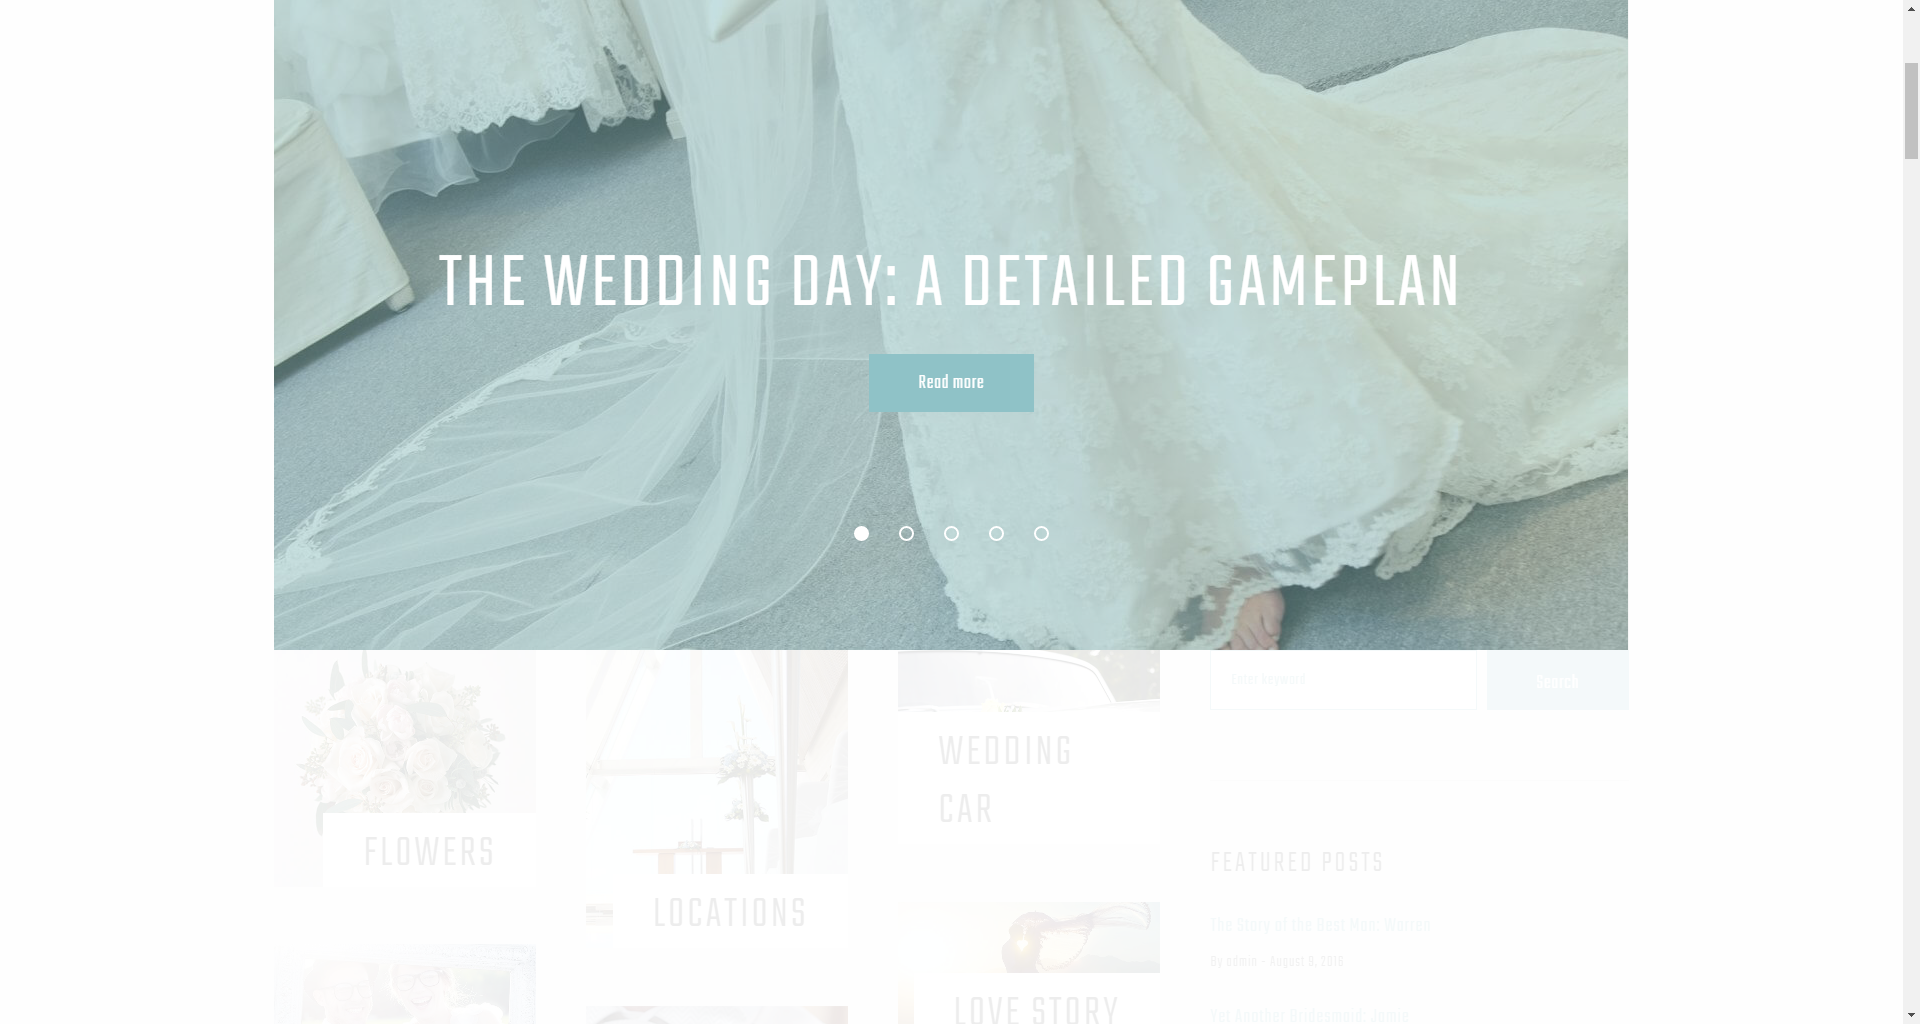 THE WEDDING DAY: A DETAILED GAMEPLAN
Read more
FLOWERS
LOCATIONS
WEDDING
CAR
LOVE STORY
Enter keyword
Search
FEATURED POSTS
The Story of the Best Man: Warren
By admin - August 9, 2016
Yet Another Bridesmaid: Jamie